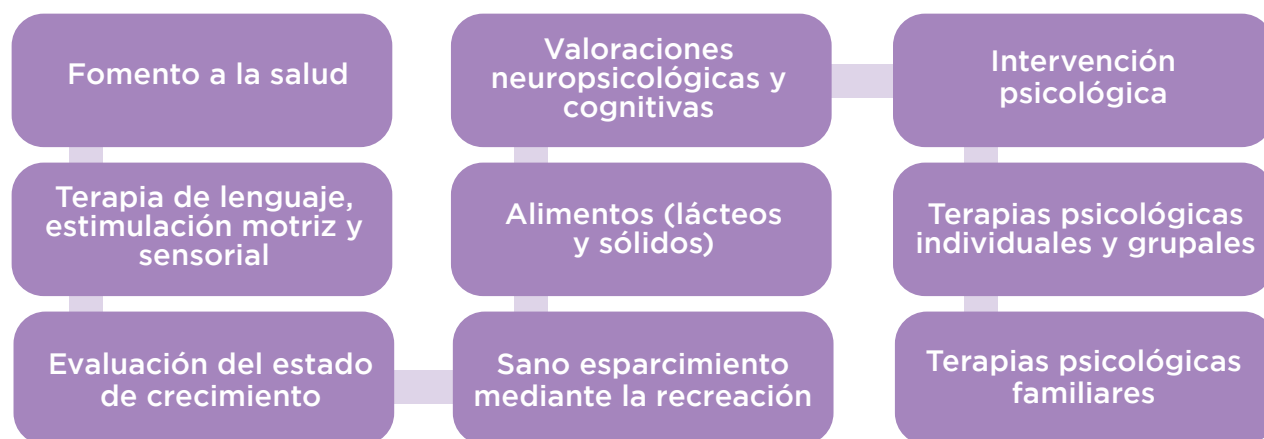 Fomento a la salud
Terapia de lenguaje,
estimulación motriz y
sensorial
Evaluación del estado
de crecimiento
Sano esparcimiento
mediante la recreación
Alimentos (lácteos
y sólidos)
Valoraciones
neuropsicológicas y
cognitivas
Intervención
psicológica
Terapias psicológicas
individuales y grupales
Terapias psicológicas
familiares